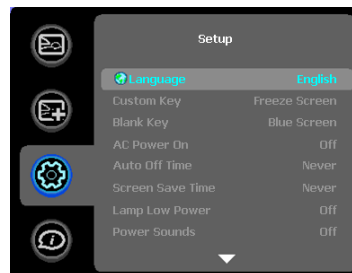 Setup
Language English
Custom Key Freeze Screen
Blank Key Blue Screen
AC Power On Off
Auto Off Time Never
Screen Save Time Never
Lamp Low Power Off
Power Sounds Off